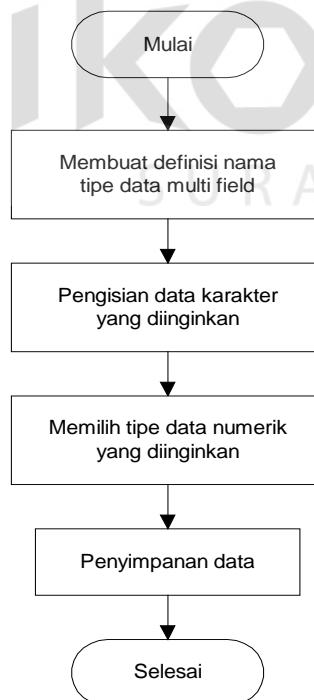 Mulai
Membuat definisi nama
tipe data multi field
SURA
Pengisian data karakter
yang diinginkan
Memilih tipe data numerik
yang diinginkan
Penyimpanan data
Selesai